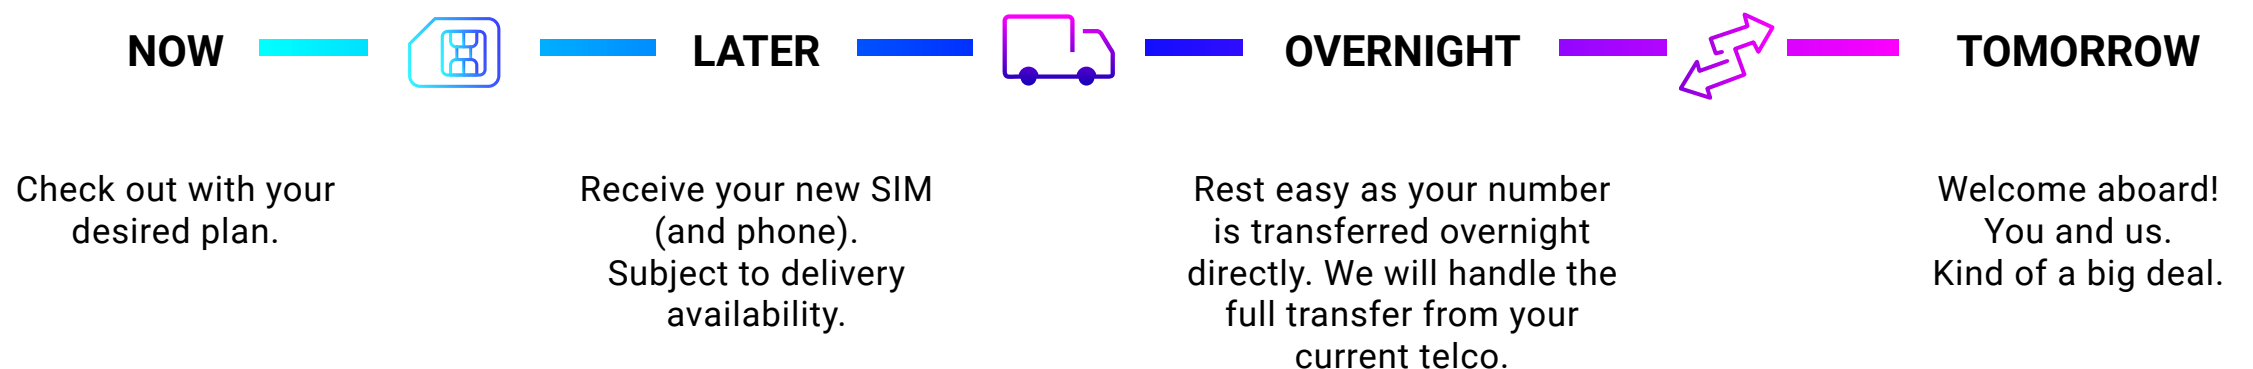 NOW
LATER
OVERNIGHT
TOMORROW
Check out with your
desired plan.
Receive your new SIM
(and phone).
Subject to delivery
availability.
Rest easy as your number
is transferred overnight
directly. We will handle the
full transfer from your
current telco.
Welcome aboard!
You and us.
Kind of a big deal.